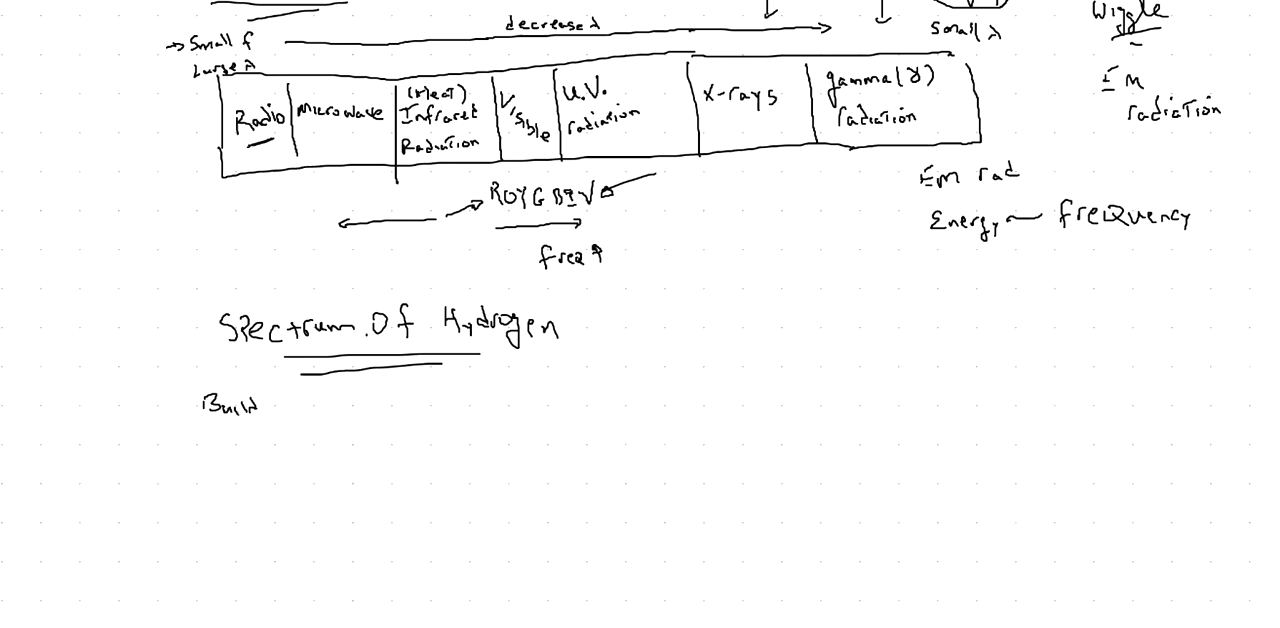 decrease λ
Wiggle
→ Small f
Small λ
Large λ
Radio
Microwave
(Heat)
Infrared
Radiation
Visible
U.V.
radiation
X-rays
gamma(γ)
radiation
EM
radiation
ROYGBIV
freq ↑
EM rad
Energy ~ frequency
Spectrum of Hydrogen
Build